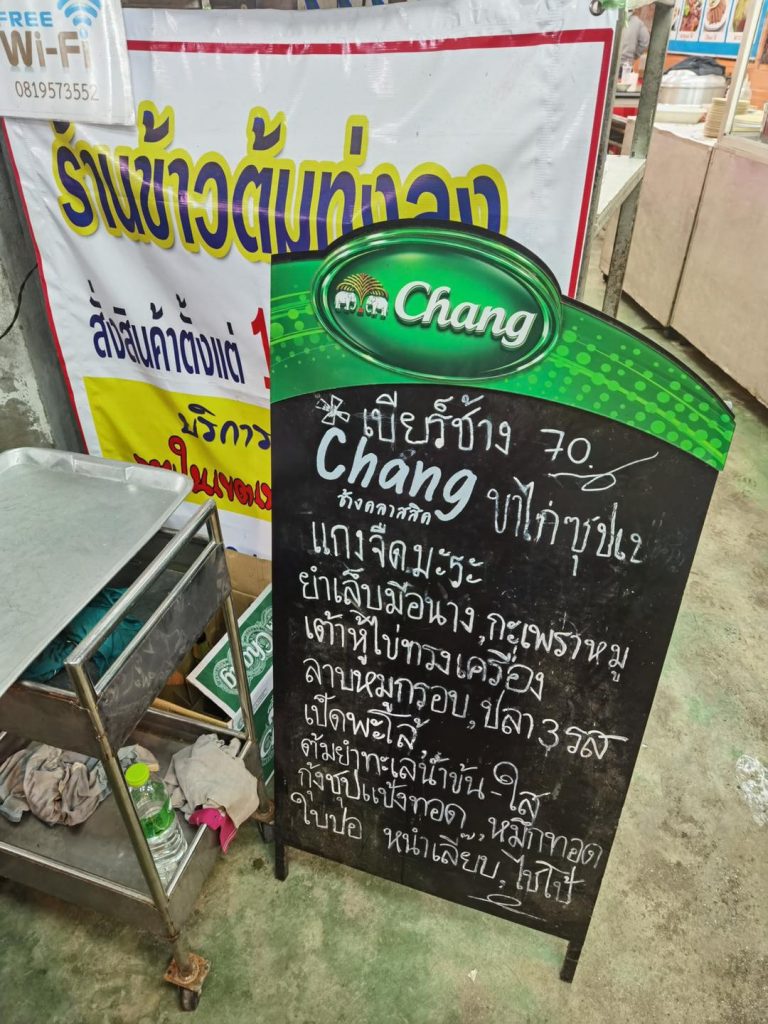 FREE
Wi-Fi
0819573552
ร้านข้าวต้ม
สั่งสินค้าตั้งแต่ 1
บริการ
Chang
เบียร์ช้าง 70.
Chang
ช้างคลาสสิค
ขาไก่ซุปเป
แกงจืดมะระ
ยำเล็บมือนาง, กะเพราหมู
เต้าหู้ไข่ทรงเครื่อง
ลาบหมูกรอบ, ปลา 3 รส
เป็ดพะโล้,
ต้มยำทะเลน้ำข้น-ใส
กุ้งชุปแป้งทอด, หมึกทอด
ใบปอ หนำเลี๊ยบ, ไชโป้